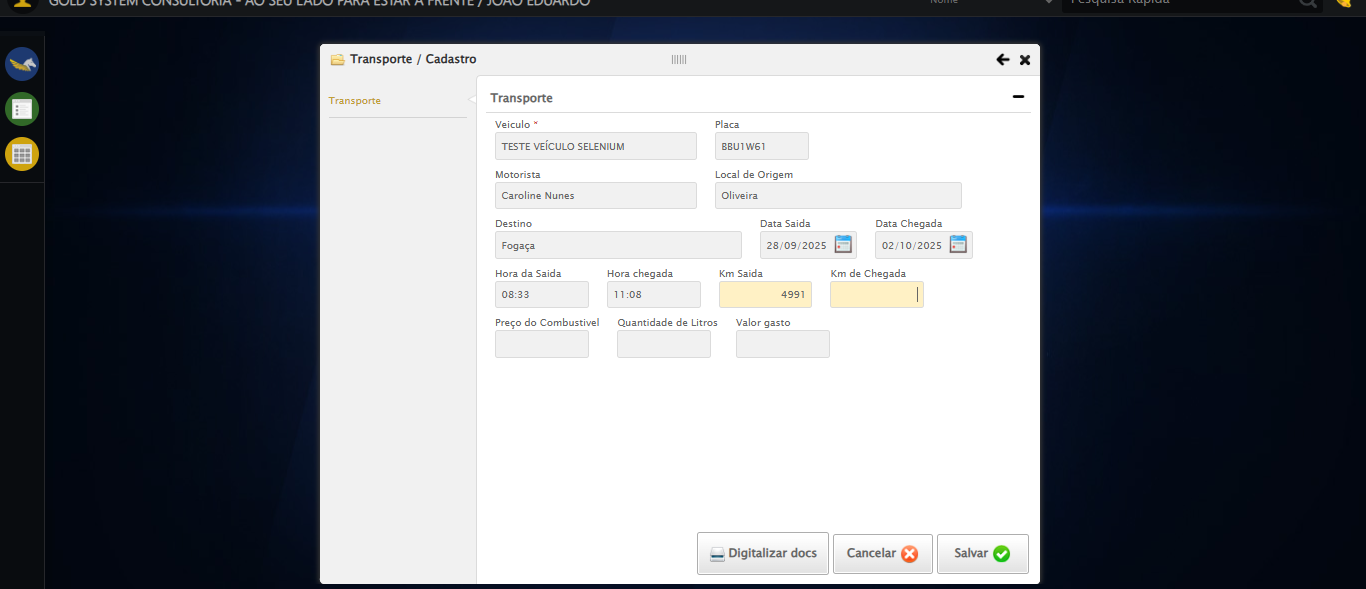 GOLD SYSTEM CONSULTORIA - AO SEU LADO PARA ESTAR À FRENTE / JOÃO EDUARDO
Nome
Pesquisa Rápida
Transporte / Cadastro
Transporte
Transporte
Veiculo * Placa
TESTE VEÍCULO SELENIUM BBU1W61
Motorista Local de Origem
Caroline Nunes Oliveira
Destino Data Saida Data Chegada
Fogaça 28/09/2025 02/10/2025
Hora da Saida Hora chegada Km Saida Km de Chegada
08:33 11:08 4991
Preço do Combustivel Quantidade de Litros Valor gasto
Digitalizar docs Cancelar Salvar